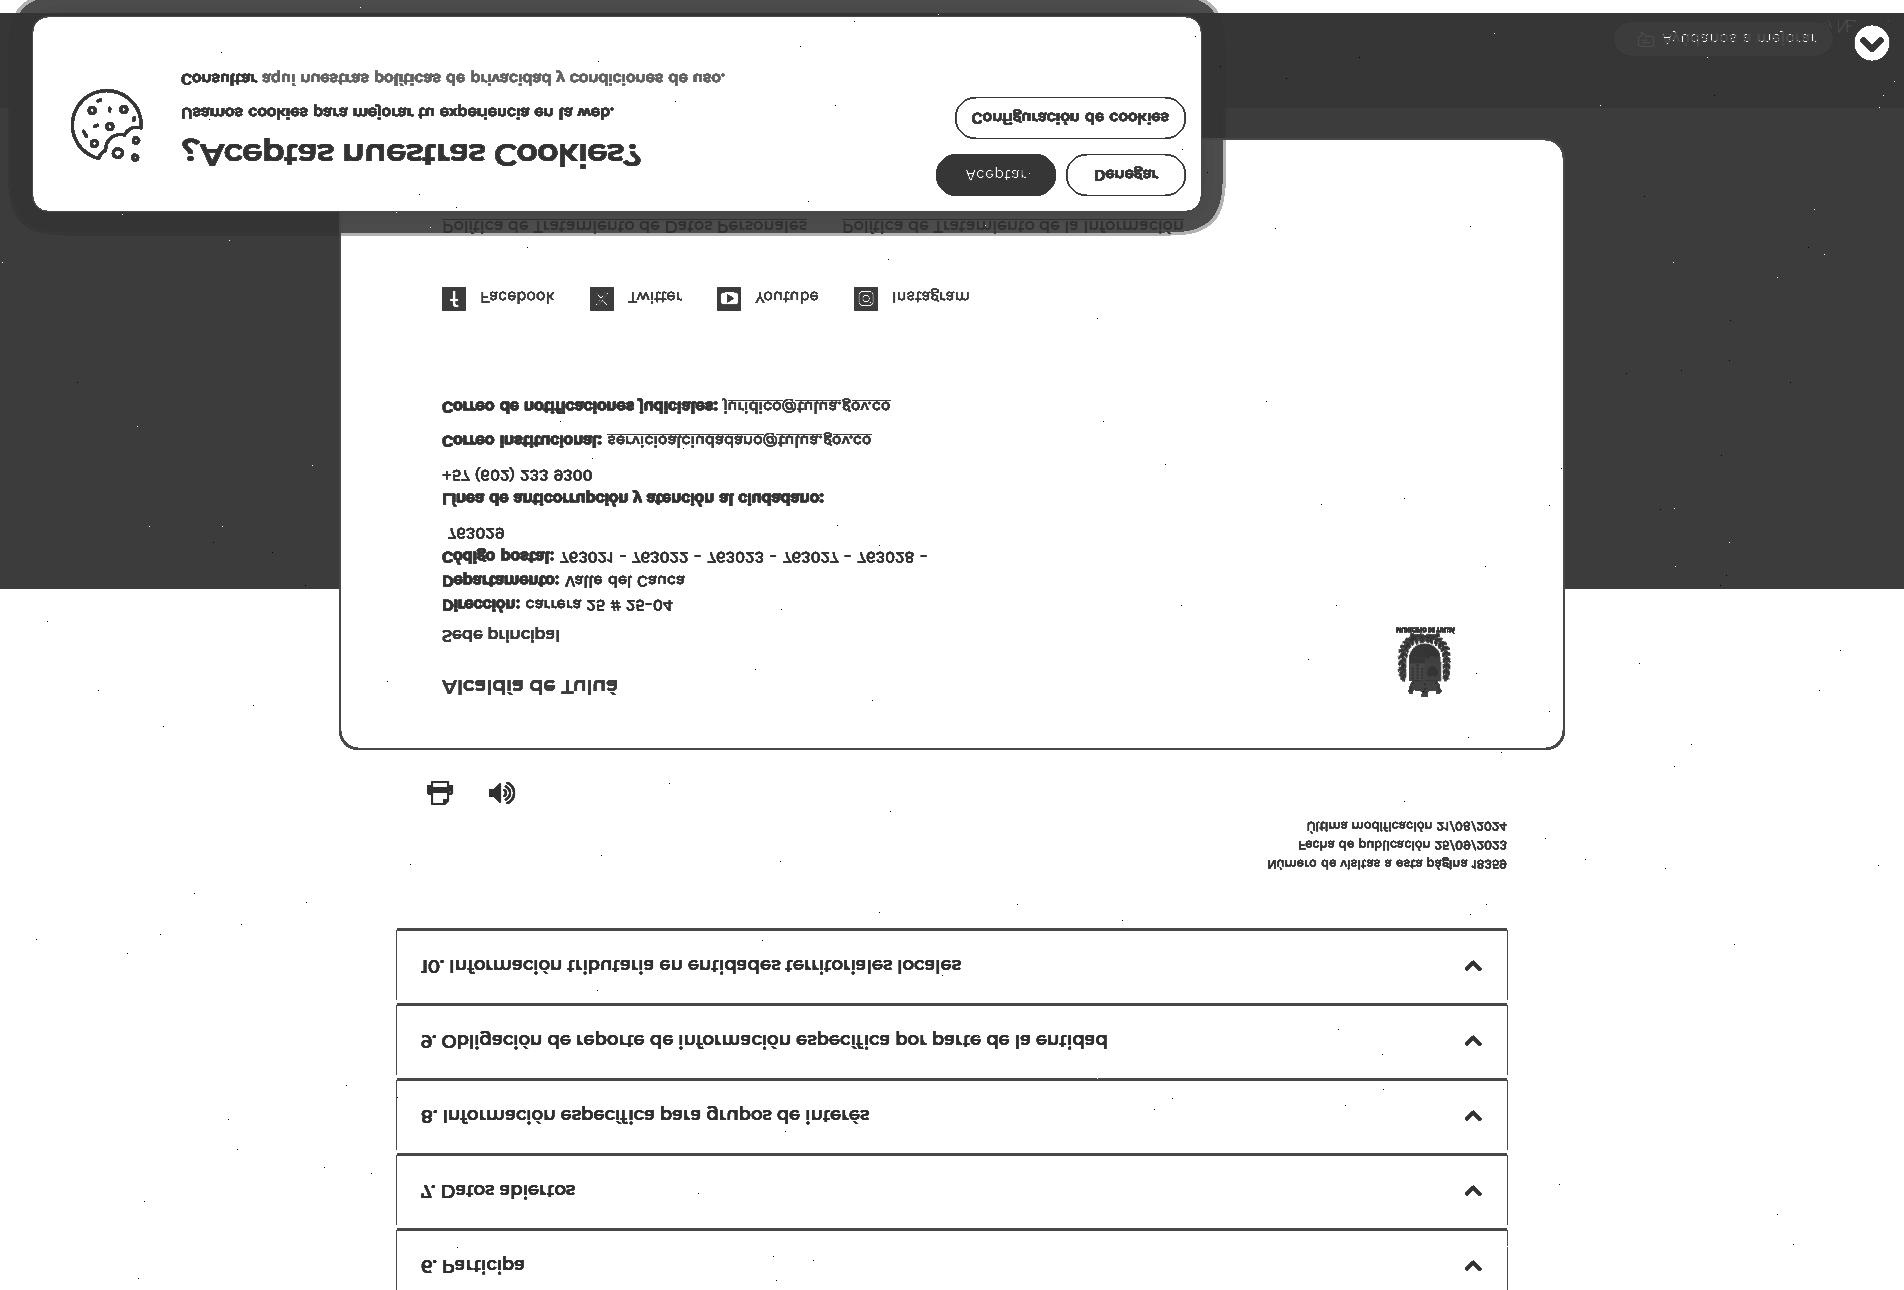 6. Participa
7. Datos abiertos
8. Información específica para grupos de interés
9. Obligación de reporte de información específica por parte de la entidad
10. Información tributaria en entidades territoriales locales
Número de visitas a esta página 18359
Fecha de publicación 25/09/2023
Última modificación 21/08/2024
Alcaldía de Tuluá
MUNICIPIO DE TULUÁ
Sede principal
Dirección: carrera 25 # 25-04
Departamento: Valle del Cauca
Código postal: 763021 - 763022 - 763023 - 763027 - 763028 -
763029
Línea de anticorrupción y atención al ciudadano:
+57 (602) 233 9300
Correo Institucional: servicioalciudadano@tulua.gov.co
Correo de notificaciones judiciales: juridico@tulua.gov.co
Facebook Twitter Youtube Instagram
Política de Tratamiento de Datos Personales Política de Tratamiento de la Información
¿Aceptas nuestras Cookies?
Usamos cookies para mejorar tu experiencia en la web.
Consultar aquí nuestras políticas de privacidad y condiciones de uso.
Aceptar Denegar
Configuración de cookies
Ayúdanos a mejorar